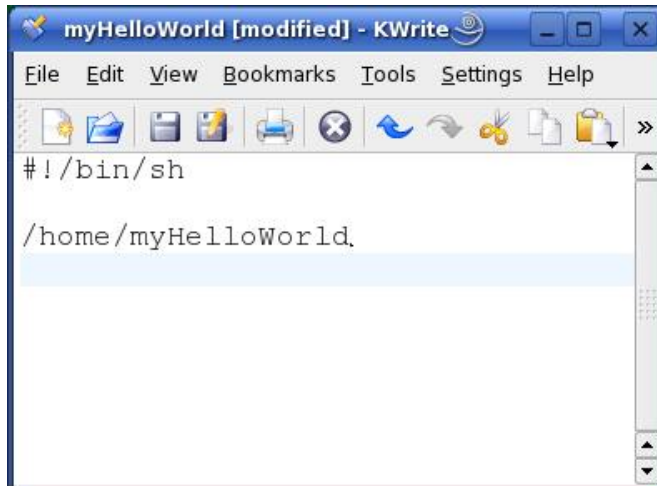 myHelloWorld [modified] - KWrite
File Edit View Bookmarks Tools Settings Help
#!/bin/sh
/home/myHelloWorld